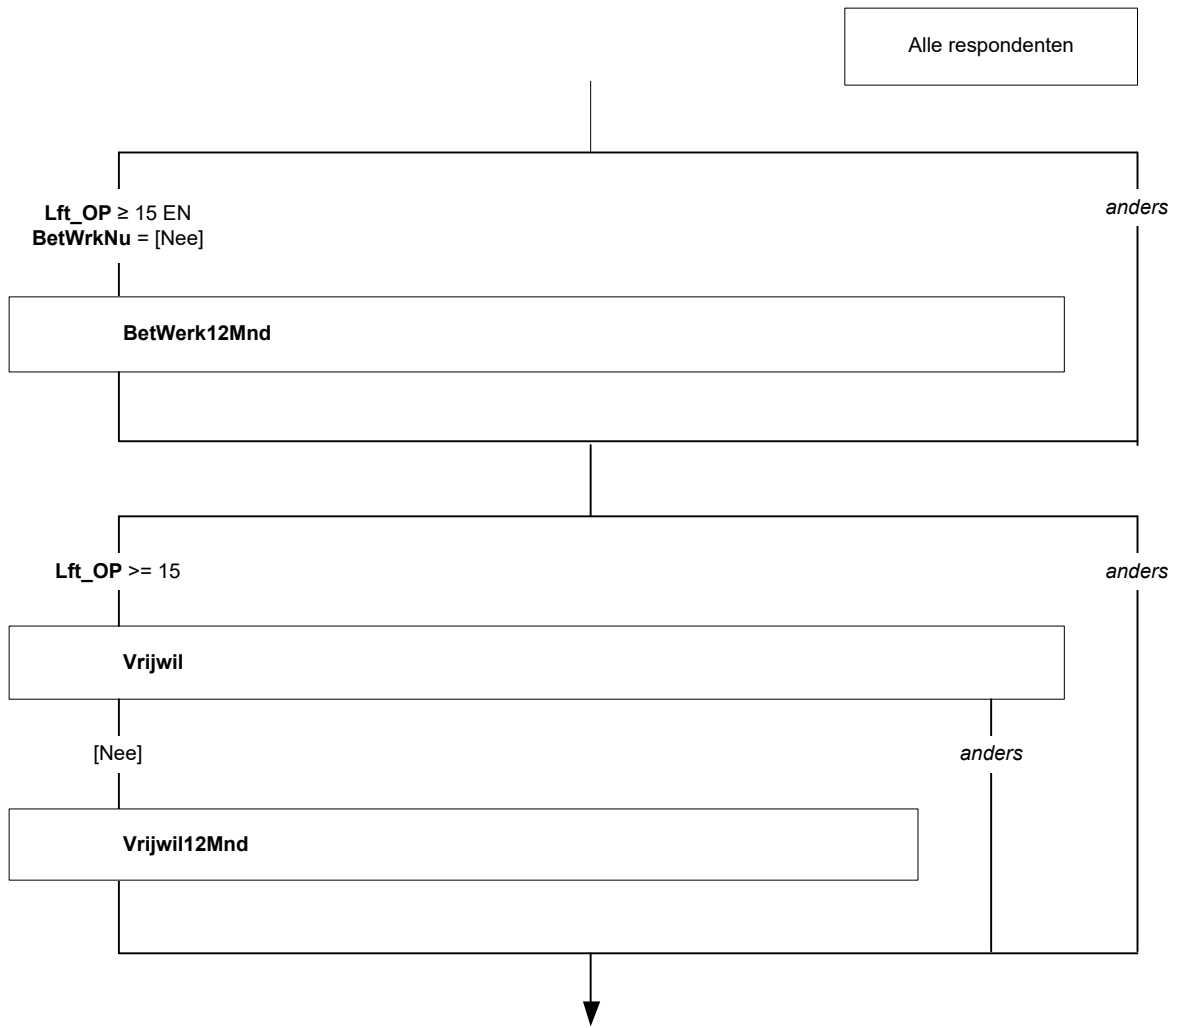 Alle respondenten
Lft_OP ≥ 15 EN
BetWrkNu = [Nee]
anders
BetWerk12Mnd
Lft_OP >= 15
anders
Vrijwil
[Nee]
anders
Vrijwil12Mnd